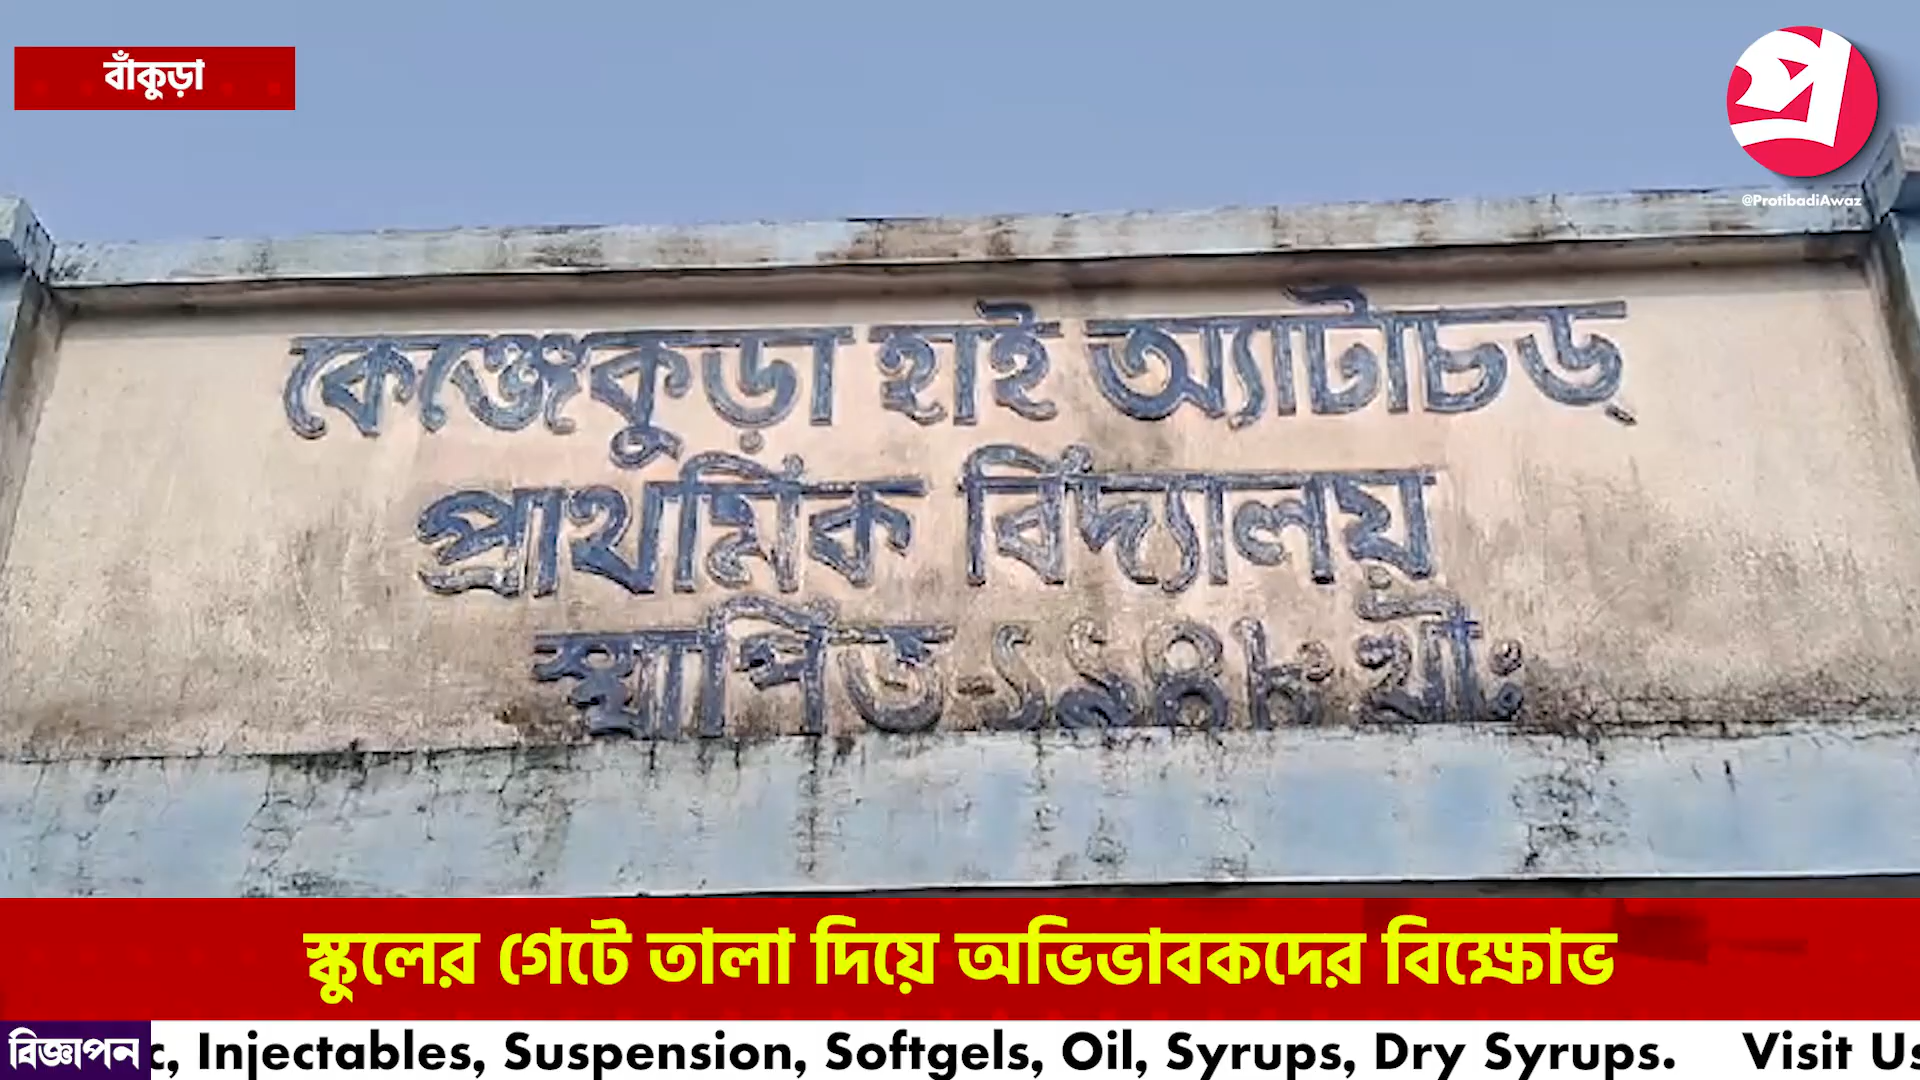 বাঁকুড়া
প
@ProtibadiAwaz
কেঞ্জেকুড়া হাই অ্যাটাচড্
প্রাথমিক বিদ্যালয়
স্থাপিত-১৯৪৮ খ্রীঃ
স্কুলের গেটে তালা দিয়ে অভিভাবকদের বিক্ষোভ
বিজ্ঞাপন c, Injectables, Suspension, Softgels, Oil, Syrups, Dry Syrups. Visit Us